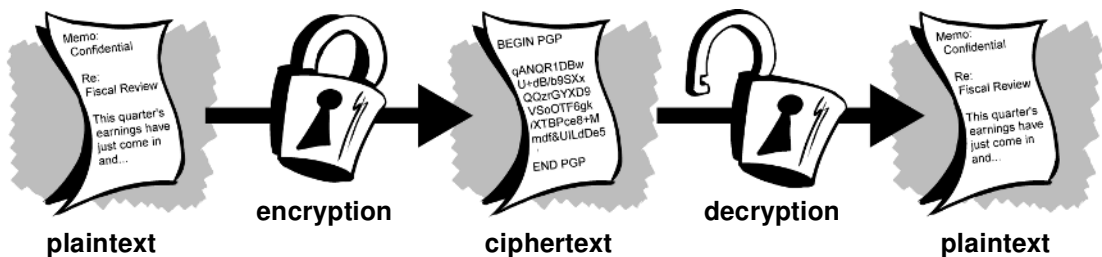 Memo:
Confidential
Re:
Fiscal Review
This quarter's
earnings have
just come in
and...
plaintext
encryption
BEGIN PGP
qANQR1DBw
U+dB/b9SXx
QQzrGYXD9
VSoOTF6gk
iXTBPce8+M
mdf&UILdDe5
END PGP
ciphertext
decryption
Memo:
Confidential
Re:
Fiscal Review
This quarter's
earnings have
just come in
and...
plaintext